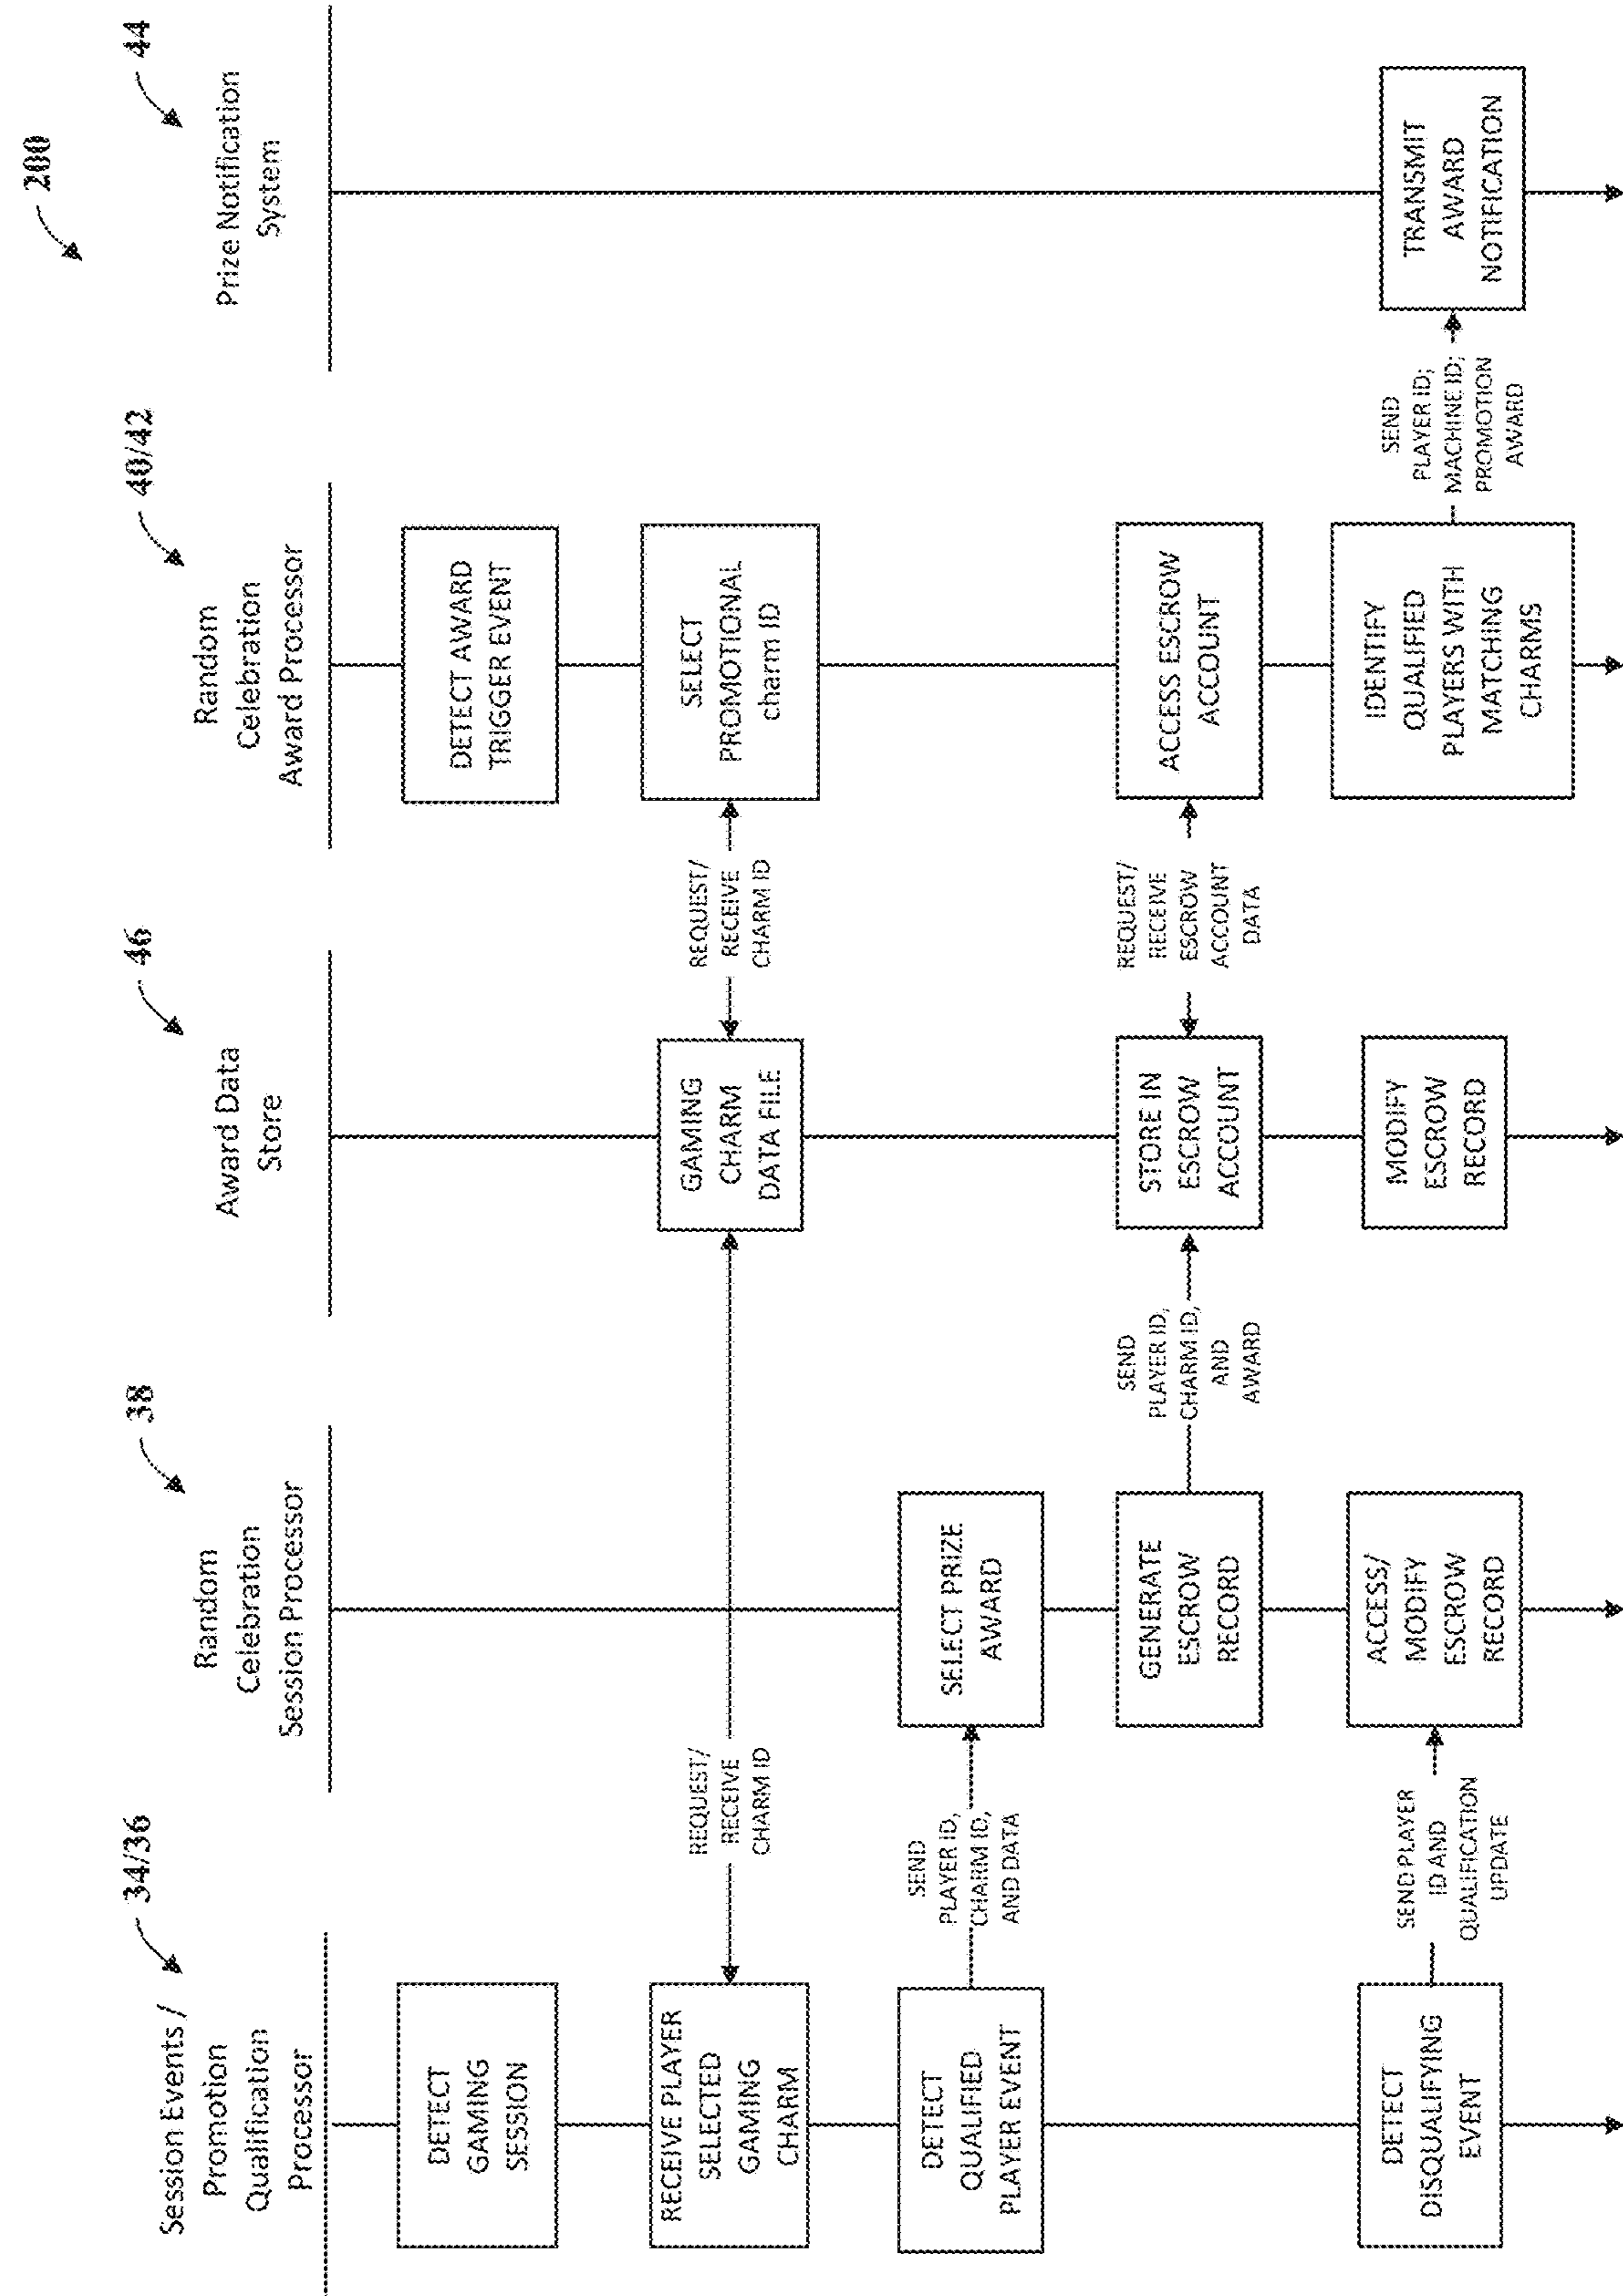 200
34/36
Session Events /
Promotion
Qualification
Processor
38
Random
Celebration
Session Processor
46
Award Data
Store
40/42
Random
Celebration
Award Processor
44
Prize Notification
System
DETECT
GAMING
SESSION
DETECT AWARD
TRIGGER EVENT
RECEIVE PLAYER
SELECTED
GAMING
CHARM
REQUEST/
RECEIVE
CHARM ID
GAMING
CHARM
DATA FILE
REQUEST/
RECEIVE
CHARM ID
SELECT
PROMOTIONAL
charm ID
DETECT
QUALIFIED
PLAYER EVENT
SEND
PLAYER ID,
CHARM ID,
AND DATA
SELECT PRIZE
AWARD
GENERATE
ESCROW
RECORD
SEND
PLAYER ID,
CHARM ID,
AND
AWARD
STORE IN
ESCROW
ACCOUNT
REQUEST/
RECEIVE
ESCROW
ACCOUNT
DATA
ACCESS ESCROW
ACCOUNT
DETECT
DISQUALIFYING
EVENT
SEND PLAYER
ID AND
QUALIFICATION
UPDATE
ACCESS/
MODIFY
ESCROW
RECORD
MODIFY
ESCROW
RECORD
IDENTIFY
QUALIFIED
PLAYERS WITH
MATCHING
CHARMS
SEND
PLAYER ID;
MACHINE ID;
PROMOTION
AWARD
TRANSMIT
AWARD
NOTIFICATION